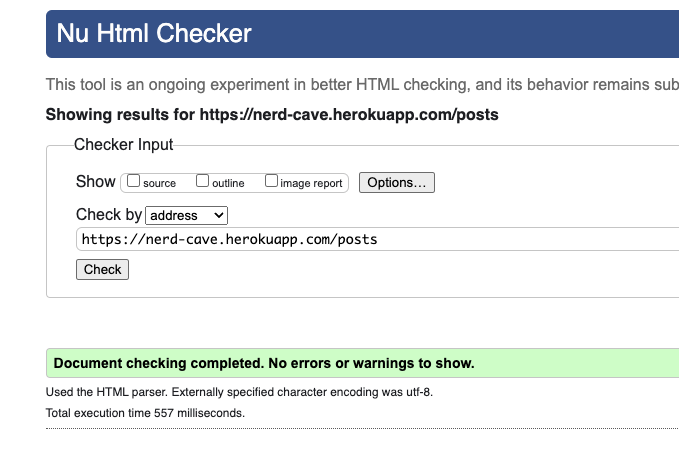 Nu Html Checker
This tool is an ongoing experiment in better HTML checking, and its behavior remains sub
Showing results for https://nerd-cave.herokuapp.com/posts
Checker Input
Show source outline image report Options...
Check by address
https://nerd-cave.herokuapp.com/posts
Check
Document checking completed. No errors or warnings to show.
Used the HTML parser. Externally specified character encoding was utf-8.
Total execution time 557 milliseconds.